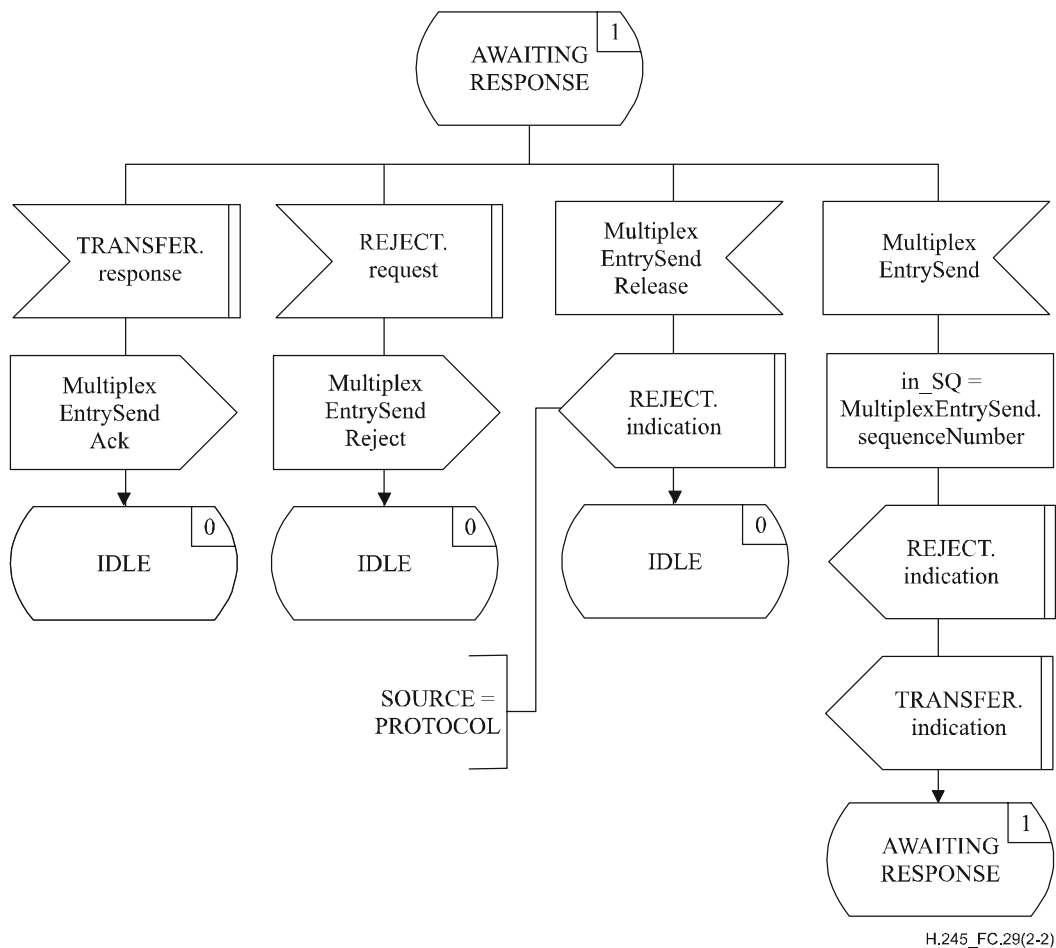 1
AWAITING
RESPONSE
TRANSFER.
response
REJECT.
request
Multiplex
EntrySend
Release
Multiplex
EntrySend
Multiplex
EntrySend
Ack
Multiplex
EntrySend
Reject
REJECT.
indication
in_SQ =
MultiplexEntrySend.
sequenceNumber
0
IDLE
0
IDLE
0
IDLE
REJECT.
indication
SOURCE =
PROTOCOL
TRANSFER.
indication
1
AWAITING
RESPONSE
H.245_FC.29(2-2)